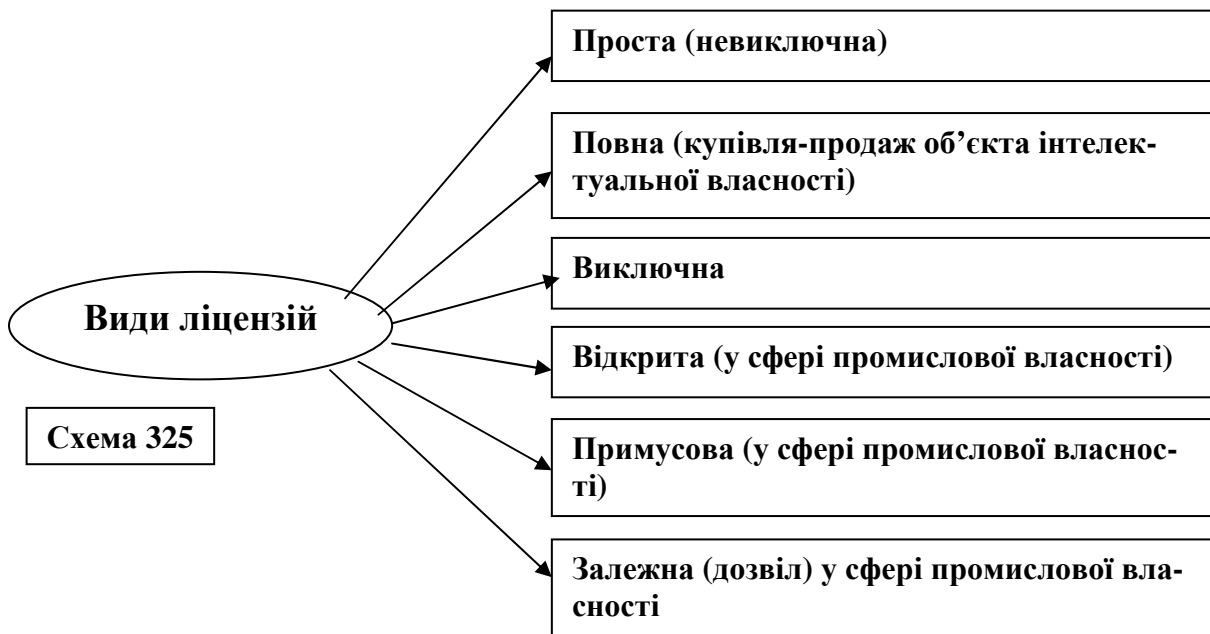 Проста (невиключна)
Повна (купівля-продаж об’єкта інтелек-
туальної власності)
Виключна
Види ліцензій
Відкрита (у сфері промислової власності)
Схема 325
Примусова (у сфері промислової власнос-
ті)
Залежна (дозвіл) у сфері промислової вла-
сності